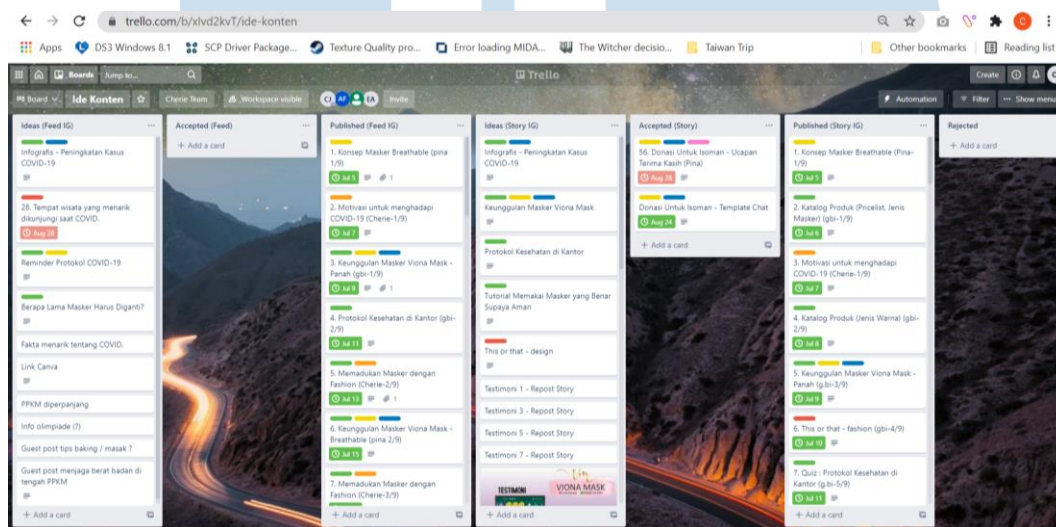 trello.com/b/xlvd2kvT/ide-konten
Apps
DS3 Windows 8.1
SCP Driver Package...
Texture Quality pro...
Error loading MIDA...
The Witcher decisio...
Taiwan Trip
Other bookmarks
Reading list
Boards
Jump to...
Trello
Create
Board
Ide Konten
Cherie Team
Workspace visible
CJ
AF
EA
Invite
Automation
Filter
Show menu
Ideas (Feed IG)
Infografis - Peningkatan Kasus
COVID-19
28. Tempat wisata yang menarik
dikunjungi saat COVID.
Aug 28
Reminder Protokol COVID-19
Berapa Lama Masker Harus Diganti?
Fakta menarik tentang COVID.
Link Canva
PPKM diperpanjang
Info olimpiade (?)
Guest post tips baking / masak ?
Guest post menjaga berat badan di
tengah PPKM
+ Add a card
Accepted (Feed)
+ Add a card
Published (Feed IG)
1. Konsep Masker Breathable (pina
1/9)
Jul 5
1
2. Motivasi untuk menghadapi
COVID-19 (Cherie-1/9)
Jul 7
3. Keunggulan Masker Viona Mask -
Panah (gbi-1/9)
Jul 9
1
4. Protokol Kesehatan di Kantor (gbi-
2/9)
Jul 11
5. Memadukan Masker dengan
Fashion (Cherie-2/9)
Jul 13
1
6. Keunggulan Masker Viona Mask -
Breathable (pina 2/9)
Jul 15
7. Memadukan Masker dengan
Fashion (Cherie-3/9)
+ Add a card
Ideas (Story IG)
Infografis - Peningkatan Kasus
COVID-19
Keunggulan Masker Viona Mask
Protokol Kesehatan di Kantor
Tutorial Memakai Masker yang Benar
Supaya Aman
This or that - design
Testimoni 1 - Repost Story
Testimoni 3 - Repost Story
Testimoni 5 - Repost Story
Testimoni 7 - Repost Story
TESTIMONI
VIONA MASK
+ Add a card
Accepted (Story)
56. Donasi Untuk Isoman - Ucapan
Terima Kasih (Pina)
Aug 28
Donasi Untuk Isoman - Template Chat
Aug 24
+ Add a card
Published (Story IG)
1. Konsep Masker Breathable (Pina-
1/9)
Jul 5
2. Katalog Produk (Pricelist, Jenis
Masker) (gbi-1/9)
Jul 6
3. Motivasi untuk menghadapi
COVID-19 (Cherie-1/9)
Jul 7
4. Katalog Produk (Jenis Warna) (gbi-
2/9)
Jul 8
5. Keunggulan Masker Viona Mask -
Panah (g.bi-3/9)
Jul 9
6. This or that - fashion (gbi-4/9)
Jul 10
7. Quiz : Protokol Kesehatan di
Kantor (g.bi-5/9)
Jul 11
+ Add a card
Rejected
+ Add a card